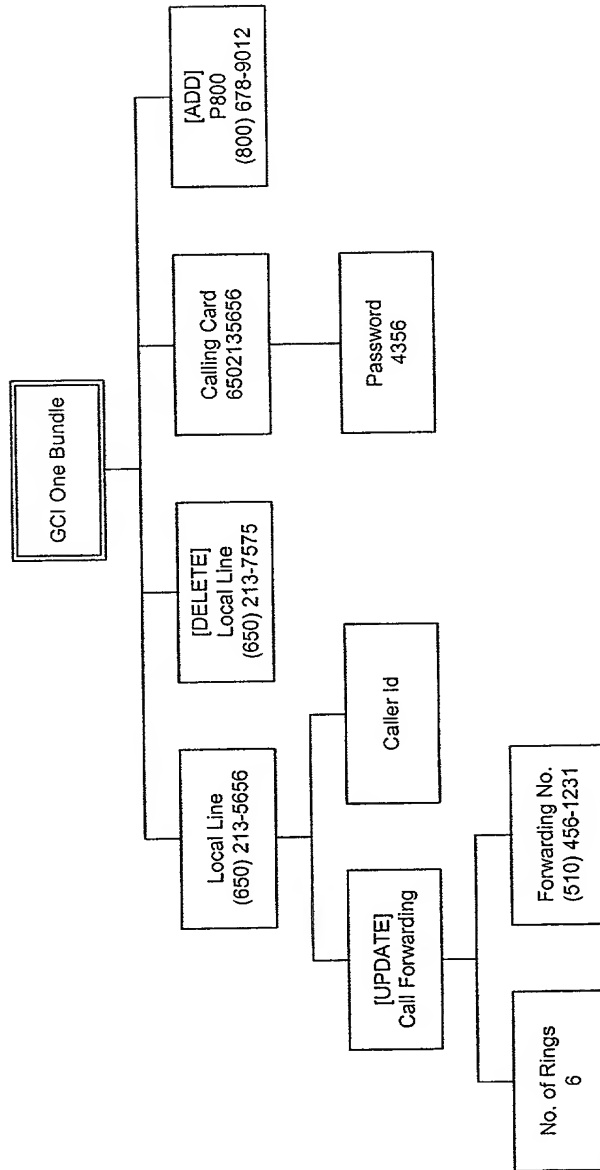 GCI One Bundle
Local Line
(650) 213-5656
[DELETE]
Local Line
(650) 213-7575
Calling Card
6502135656
[ADD]
P800
(800) 678-9012
[UPDATE]
Call Forwarding
Caller Id
Password
4356
No. of Rings
6
Forwarding No.
(510) 456-1231